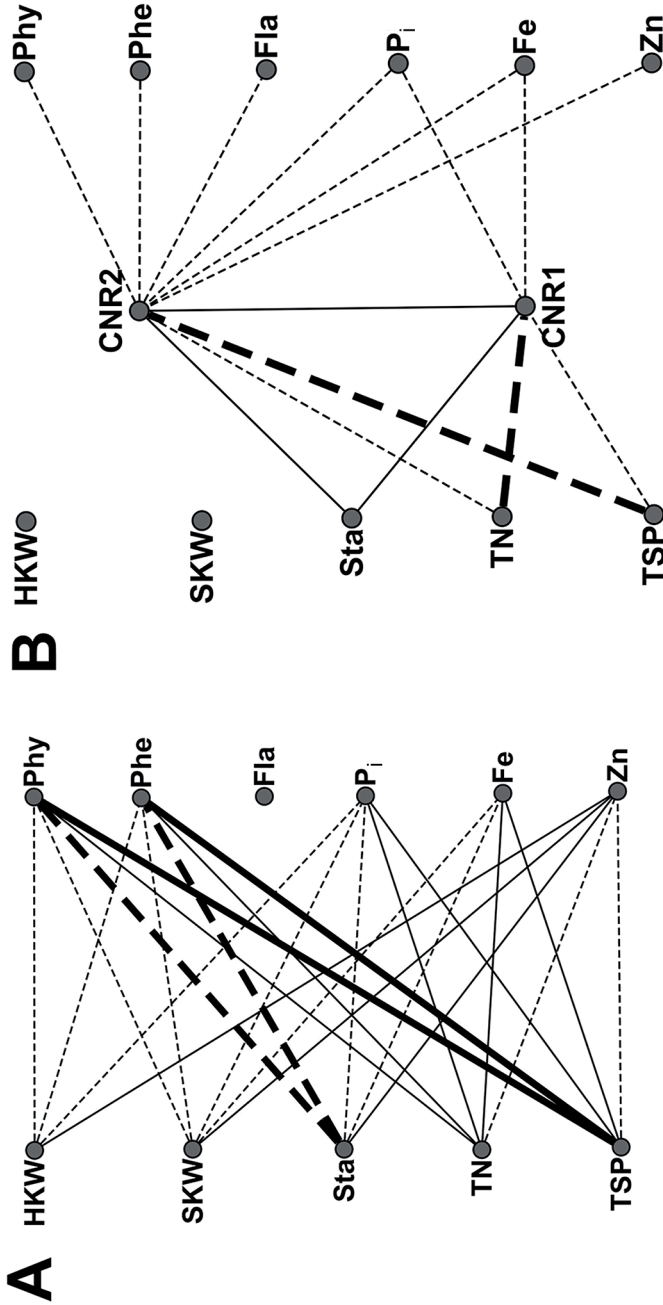 A
HKW
SKW
Sta
TN
TSP
Phy
Phe
Fla
Pi
Fe
Zn
B
HKW
SKW
Sta
TN
TSP
CNR2
CNR1
Phy
Phe
Fla
Pi
Fe
Zn